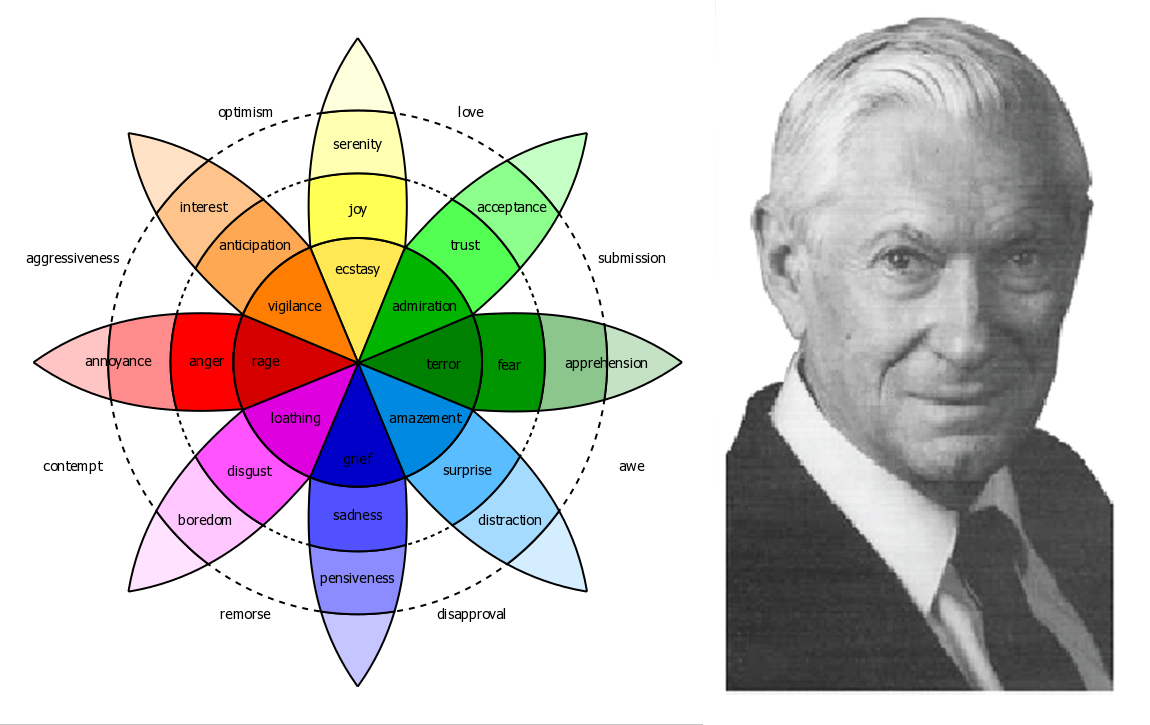 optimism
love
serenity
interest
joy
acceptance
anticipation
trust
aggressiveness
submission
ecstasy
vigilance
admiration
annoyance
anger
rage
terror
fear
apprehension
loathing
amazement
grief
contempt
awe
disgust
surprise
sadness
boredom
distraction
pensiveness
remorse
disapproval